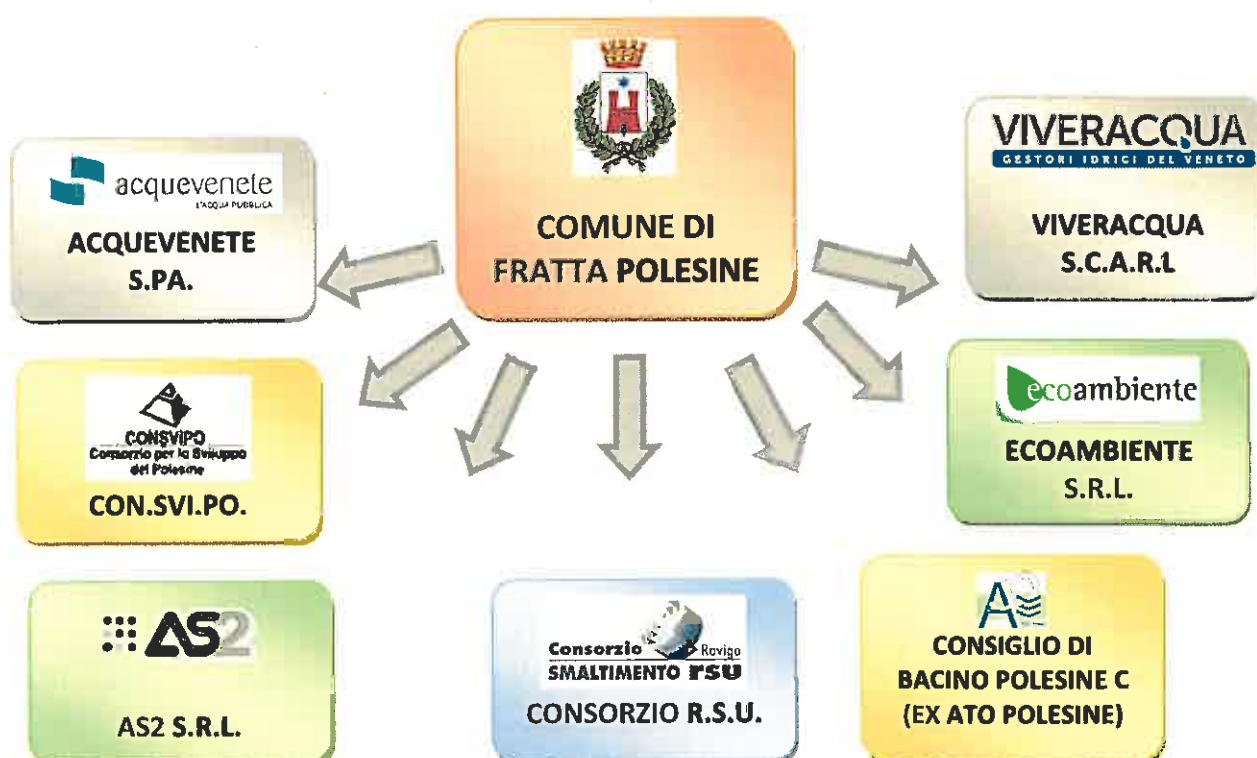 COMUNE DI
FRATTA POLESINE
acquevenete
L'ACQUA PUBBLICA
ACQUEVENETE
S.PA.
VIVERACQUA
GESTORI IDRICI DEL VENETO
VIVERACQUA
S.C.A.R.L
CONSVIPO
Consorzio per lo Sviluppo
del Polesine
CON.SVI.PO.
ecoambiente
ECOAMBIENTE
S.R.L.
AS2
AS2 S.R.L.
Consorzio Rovigo
SMALTIMENTO rsu
CONSORZIO R.S.U.
A
CONSIGLIO DI
BACINO POLESINE C
(EX ATO POLESINE)